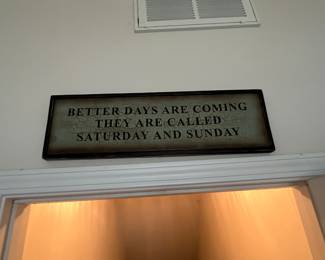 BETTER DAYS ARE COMING
THEY ARE CALLED
SATURDAY AND SUNDAY